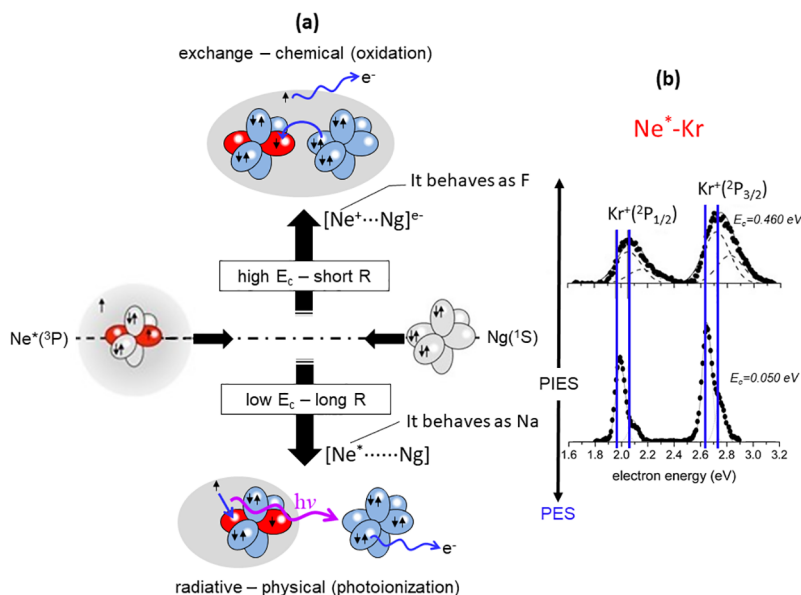 (a)
exchange – chemical (oxidation)
e-
It behaves as F
[Ne+···Ng]e-
high Ec – short R
Ne*(3P)
Ng(1S)
low Ec – long R
It behaves as Na
[Ne*······Ng]
hν
e-
radiative – physical (photoionization)
(b)
Ne*-Kr
Kr+(2P3/2)
Kr+(2P1/2)
Ec=0.460 eV
PIES
Ec=0.050 eV
1.6 1.8 2.0 2.2 2.4 2.6 2.8 3.0 3.2
electron energy (eV)
PES